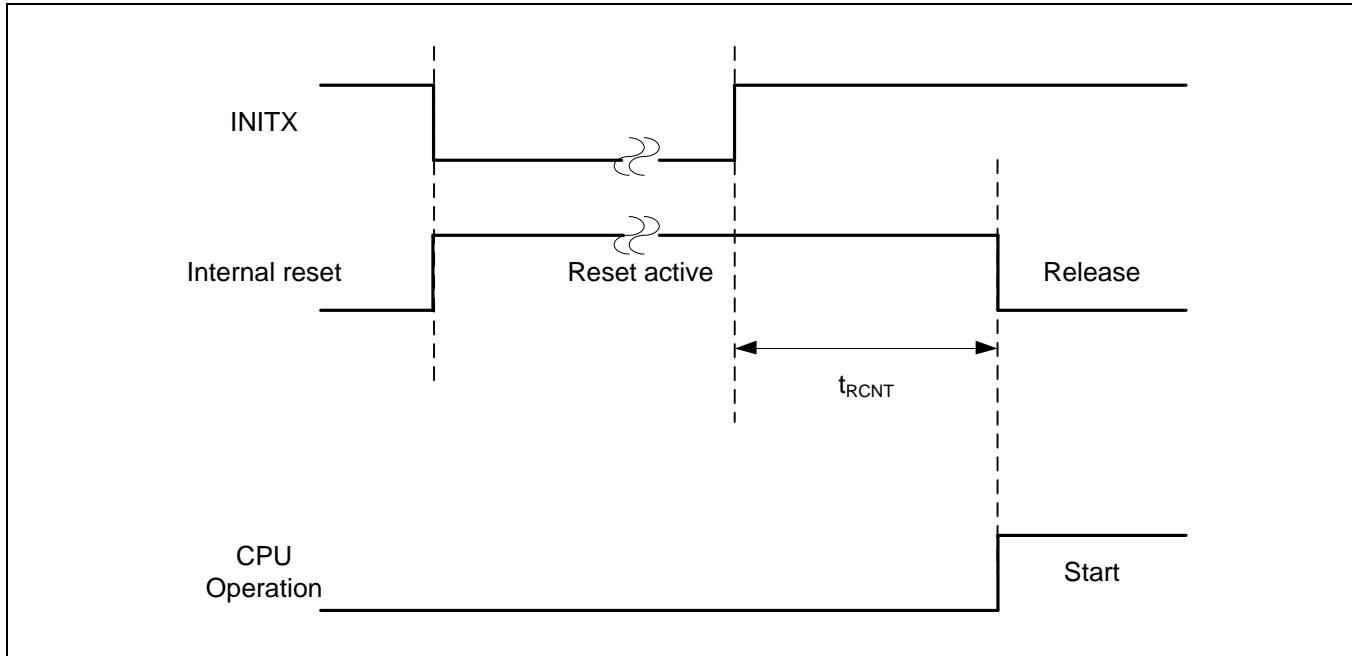 INITX
Internal reset
Reset active
Release
tRCNT
CPU
Operation
Start